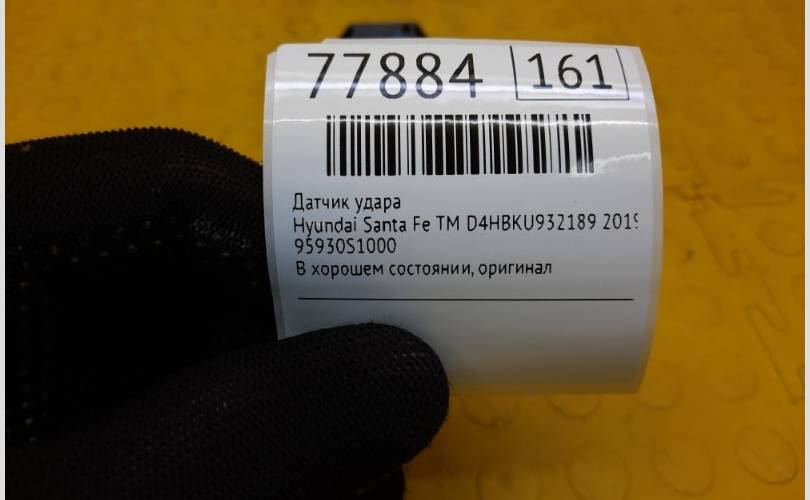 77884 161
Датчик удара
Hyundai Santa Fe TM D4HBKU932189 2019
95930S1000
В хорошем состоянии, оригинал